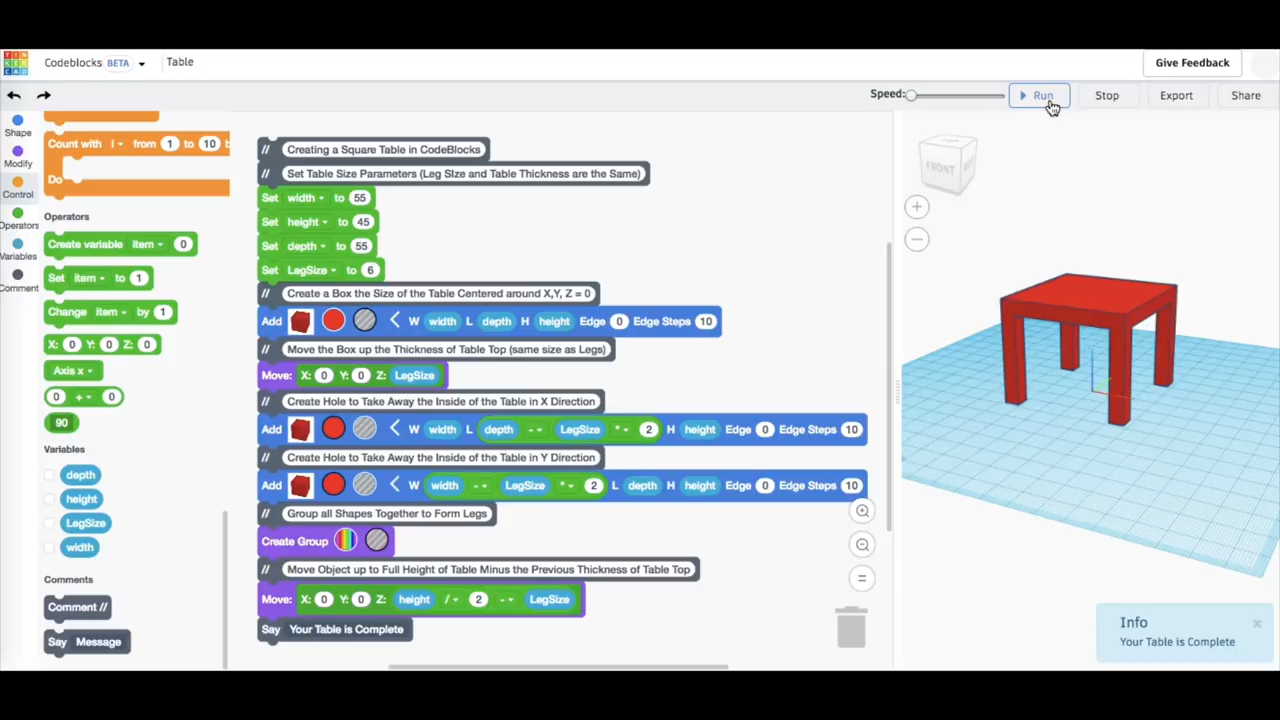 TIN
KER
CAD
Codeblocks BETA Table
Give Feedback
Speed: Run Stop Export Share
Shape
Modify
Control
Operators
Variables
Comment
Count with i from 1 to 10 b
Do
Operators
Create variable item 0
Set item to 1
Change item by 1
X: 0 Y: 0 Z: 0
Axis x
0 + 0
90
Variables
depth
height
LegSize
width
Comments
Comment //
Say Message
// Creating a Square Table in CodeBlocks
// Set Table Size Parameters (Leg SIze and Table Thickness are the Same)
Set width to 55
Set height to 45
Set depth to 55
Set LegSize to 6
// Create a Box the Size of the Table Centered around X,Y, Z = 0
Add W width L depth H height Edge 0 Edge Steps 10
// Move the Box up the Thickness of Table Top (same size as Legs)
Move: X: 0 Y: 0 Z: LegSize
// Create Hole to Take Away the Inside of the Table in X Direction
Add W width L depth - LegSize * 2 H height Edge 0 Edge Steps 10
// Create Hole to Take Away the Inside of the Table in Y Direction
Add W width - LegSize * 2 L depth H height Edge 0 Edge Steps 10
// Group all Shapes Together to Form Legs
Create Group
// Move Object up to Full Height of Table Minus the Previous Thickness of Table Top
Move: X: 0 Y: 0 Z: height / 2 - LegSize
Say Your Table is Complete
FRONT
Info
Your Table is Complete